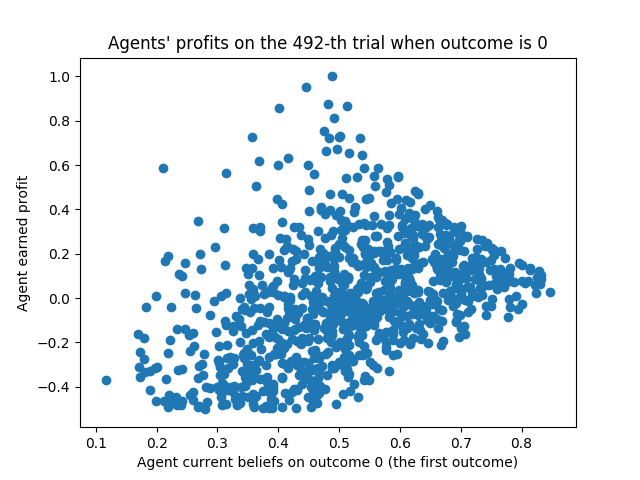 Agents' profits on the 492-th trial when outcome is 0
1.0
0.8
0.6
0.4
0.2
0.0
−0.2
−0.4
Agent earned profit
0.1 0.2 0.3 0.4 0.5 0.6 0.7 0.8
Agent current beliefs on outcome 0 (the first outcome)